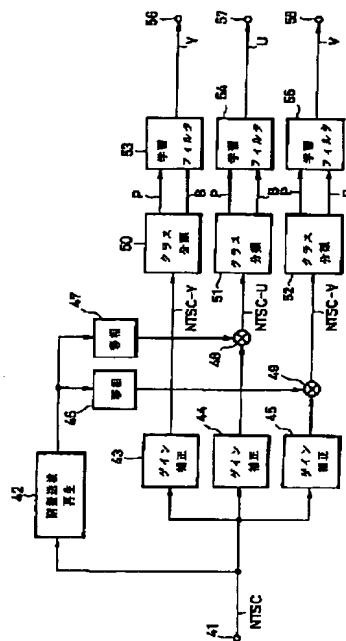 41
NTSC
42
副搬送波
再生
43
ゲイン
補正
44
ゲイン
補正
45
ゲイン
補正
46
移相
47
移相
48
49
NTSC-Y
NTSC-U
NTSC-V
50
クラス
分類
51
クラス
分類
52
クラス
分類
P
B
P
B
P
B
53
学習
フィルタ
54
学習
フィルタ
55
学習
フィルタ
Y
56
U
57
V
58